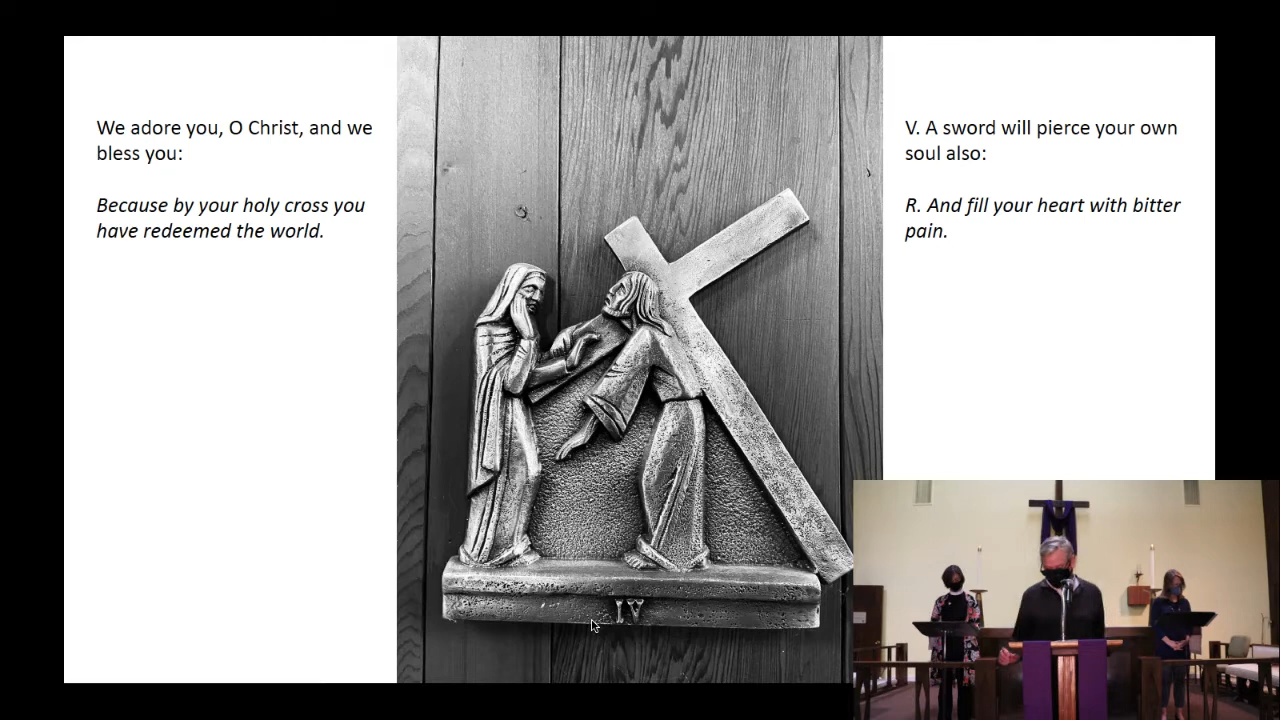 We adore you, O Christ, and we
bless you:
Because by your holy cross you
have redeemed the world.
V. A sword will pierce your own
soul also:
R. And fill your heart with bitter
pain.
IV